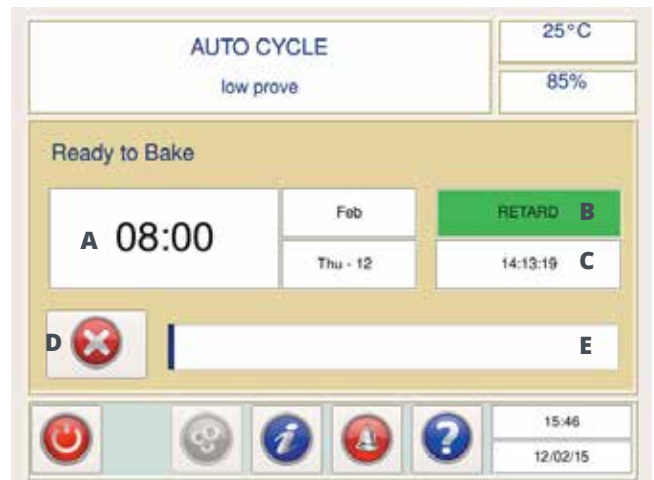 AUTO CYCLE
low prove
25°C
85%
Ready to Bake
A 08:00
Feb
Thu - 12
RETARD B
14:13:19 C
D
E
15:46
12/02/15